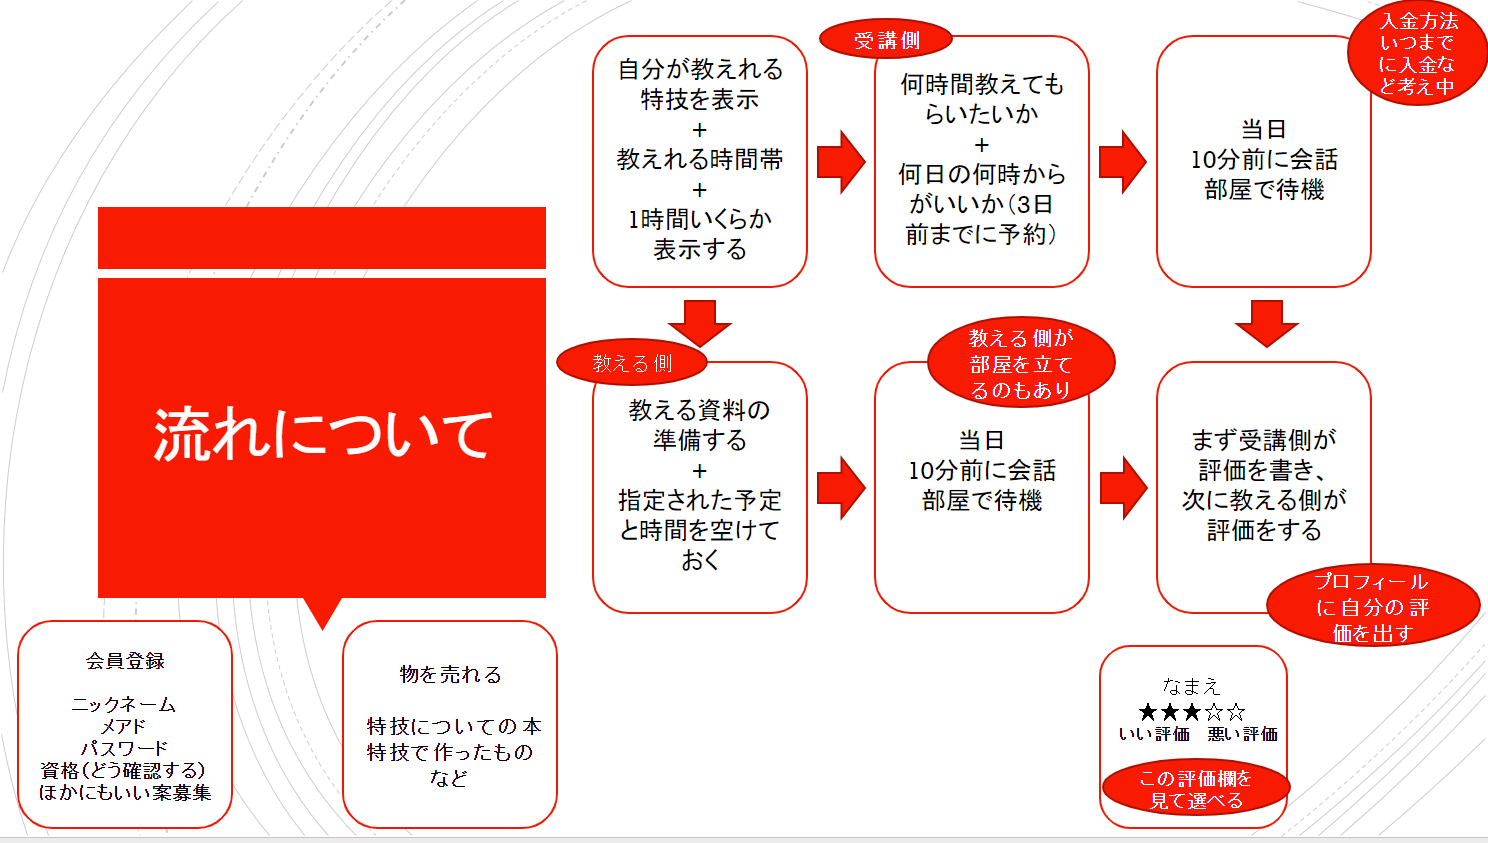 流れについて
自分が教えれる
特技を表示
+
教えれる時間帯
+
1時間いくらか
表示する
受講側
何時間教えても
らいたいか
+
何日の何時から
がいいか（3日
前までに予約）
入金方法
いつまで
に入金な
ど考え中
当日
10分前に会話
部屋で待機
教える側
教える資料の
準備する
+
指定された予定
と時間を空けて
おく
教える側が
部屋を立て
るのもあり
当日
10分前に会話
部屋で待機
まず受講側が
評価を書き、
次に教える側が
評価をする
プロフィール
に自分の評
価を出す
会員登録
ニックネーム
メアド
パスワード
資格（どう確認する）
ほかにもいい案募集
物を売れる
特技についての本
特技で作ったもの
など
なまえ
★★★☆☆
いい評価　悪い評価
この評価欄を
見て選べる